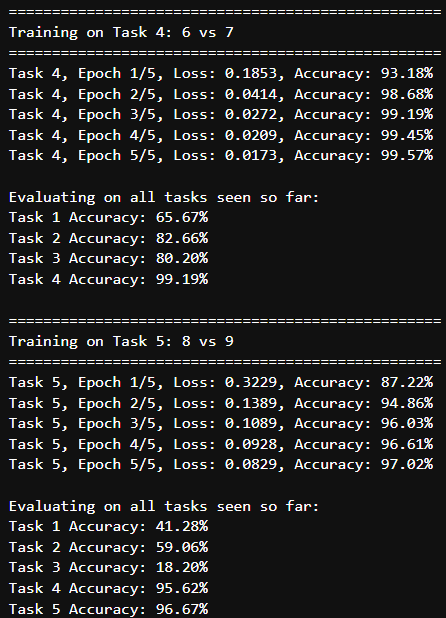 ==================================================
Training on Task 4: 6 vs 7
==================================================
Task 4, Epoch 1/5, Loss: 0.1853, Accuracy: 93.18%
Task 4, Epoch 2/5, Loss: 0.0414, Accuracy: 98.68%
Task 4, Epoch 3/5, Loss: 0.0272, Accuracy: 99.19%
Task 4, Epoch 4/5, Loss: 0.0209, Accuracy: 99.45%
Task 4, Epoch 5/5, Loss: 0.0173, Accuracy: 99.57%
Evaluating on all tasks seen so far:
Task 1 Accuracy: 65.67%
Task 2 Accuracy: 82.66%
Task 3 Accuracy: 80.20%
Task 4 Accuracy: 99.19%
==================================================
Training on Task 5: 8 vs 9
==================================================
Task 5, Epoch 1/5, Loss: 0.3229, Accuracy: 87.22%
Task 5, Epoch 2/5, Loss: 0.1389, Accuracy: 94.86%
Task 5, Epoch 3/5, Loss: 0.1089, Accuracy: 96.03%
Task 5, Epoch 4/5, Loss: 0.0928, Accuracy: 96.61%
Task 5, Epoch 5/5, Loss: 0.0829, Accuracy: 97.02%
Evaluating on all tasks seen so far:
Task 1 Accuracy: 41.28%
Task 2 Accuracy: 59.06%
Task 3 Accuracy: 18.20%
Task 4 Accuracy: 95.62%
Task 5 Accuracy: 96.67%